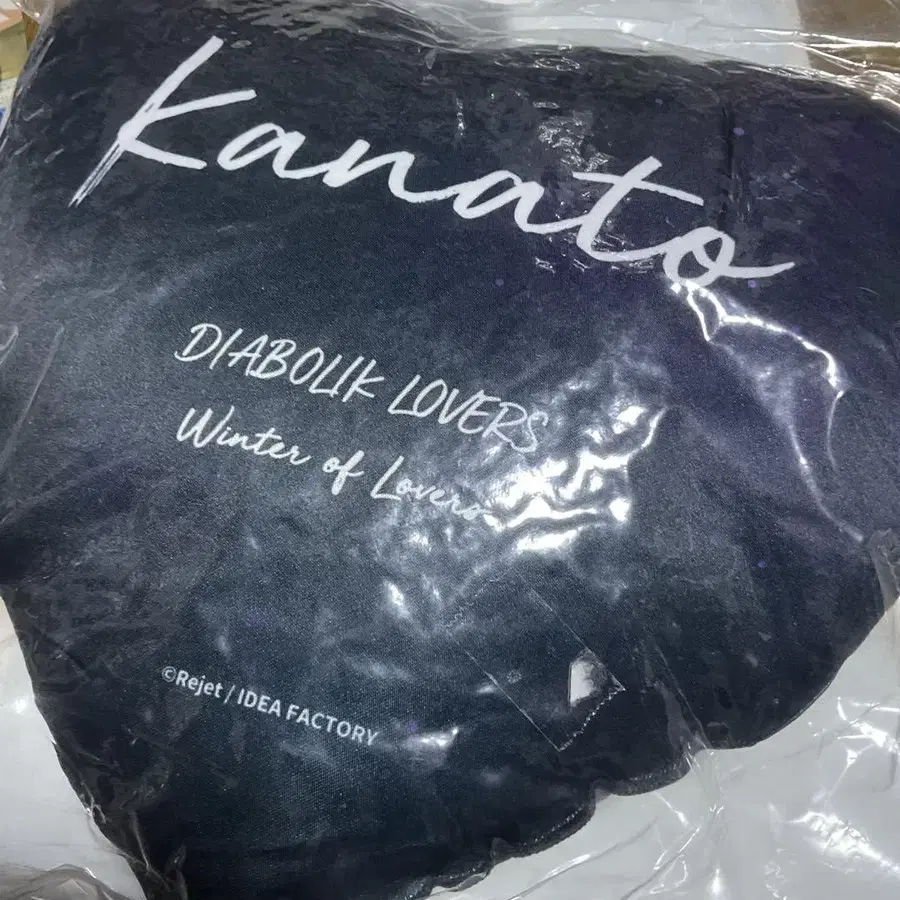 Kanato
DIABOLIK LOVERS
Winter of Lovers
©Rejet / IDEA FACTORY